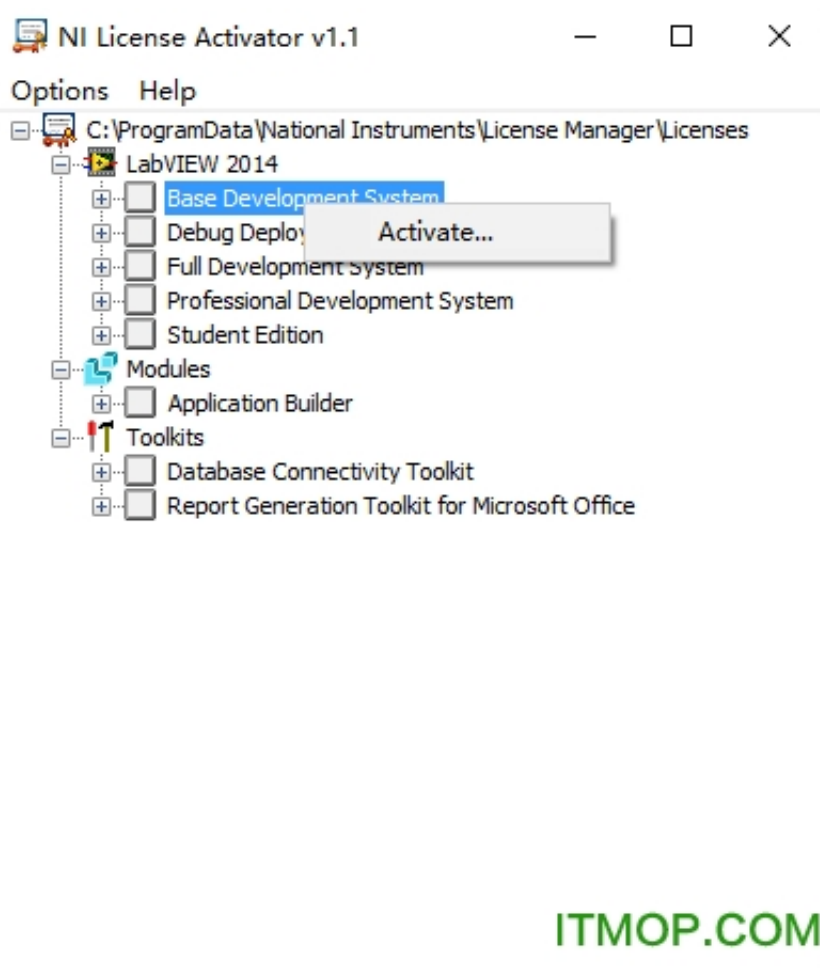 NI License Activator v1.1
Options Help
C:\ProgramData\National Instruments\License Manager\Licenses
LabVIEW 2014
Base Development System
Debug Deplo
Activate...
Full Development System
Professional Development System
Student Edition
Modules
Application Builder
Toolkits
Database Connectivity Toolkit
Report Generation Toolkit for Microsoft Office
ITMOP.COM